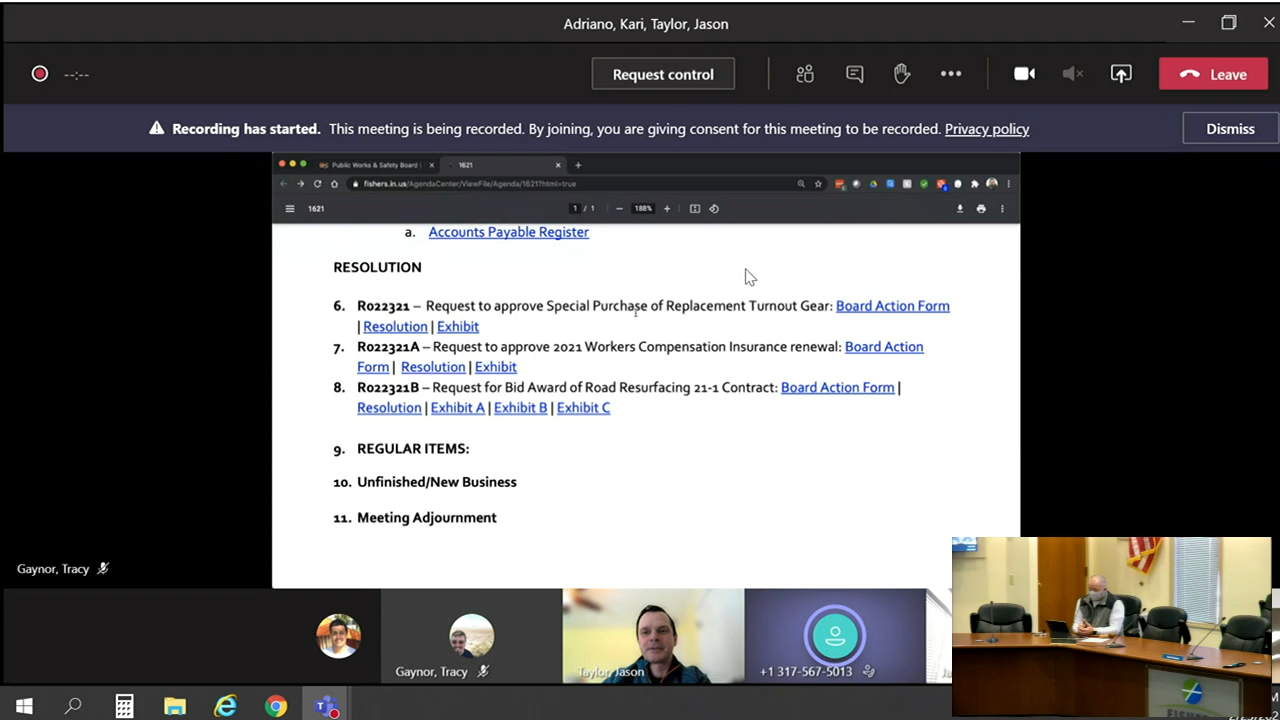 Adriano, Kari, Taylor, Jason
--:--
Request control
Leave
Recording has started. This meeting is being recorded. By joining, you are giving consent for this meeting to be recorded. Privacy policy
Dismiss
Public Works & Safety Board
1621
fishers.in.us/AgendaCenter/ViewFile/Agenda/1621?html=true
1621
1 / 1
188%
a. Accounts Payable Register
RESOLUTION
6. R022321 – Request to approve Special Purchase of Replacement Turnout Gear: Board Action Form
| Resolution | Exhibit
7. R022321A – Request to approve 2021 Workers Compensation Insurance renewal: Board Action
Form | Resolution | Exhibit
8. R022321B – Request for Bid Award of Road Resurfacing 21-1 Contract: Board Action Form |
Resolution | Exhibit A | Exhibit B | Exhibit C
9. REGULAR ITEMS:
10. Unfinished/New Business
11. Meeting Adjournment
Gaynor, Tracy
Gaynor, Tracy
Taylor, Jason
+1 317-567-5013